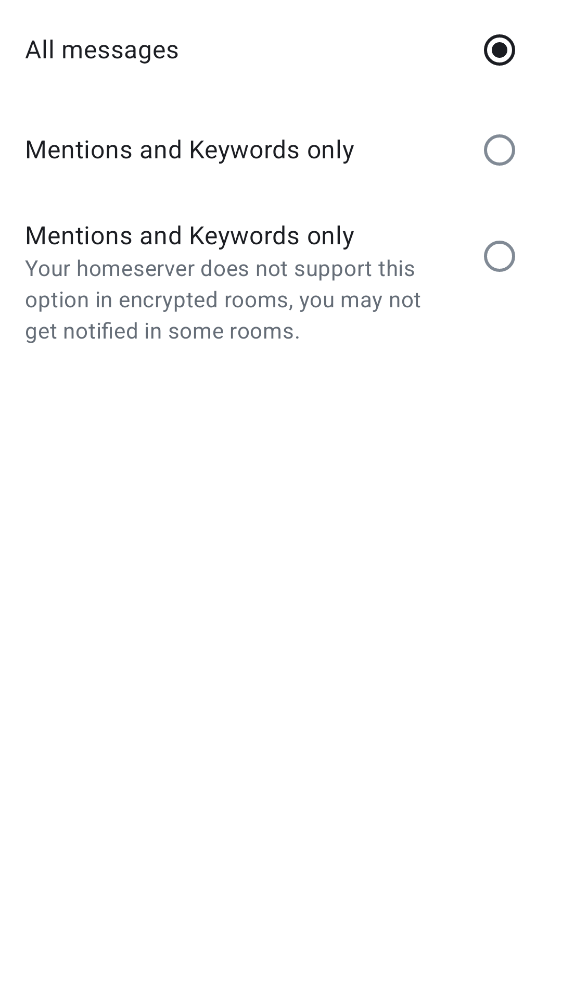 All messages
Mentions and Keywords only
Mentions and Keywords only
Your homeserver does not support this
option in encrypted rooms, you may not
get notified in some rooms.